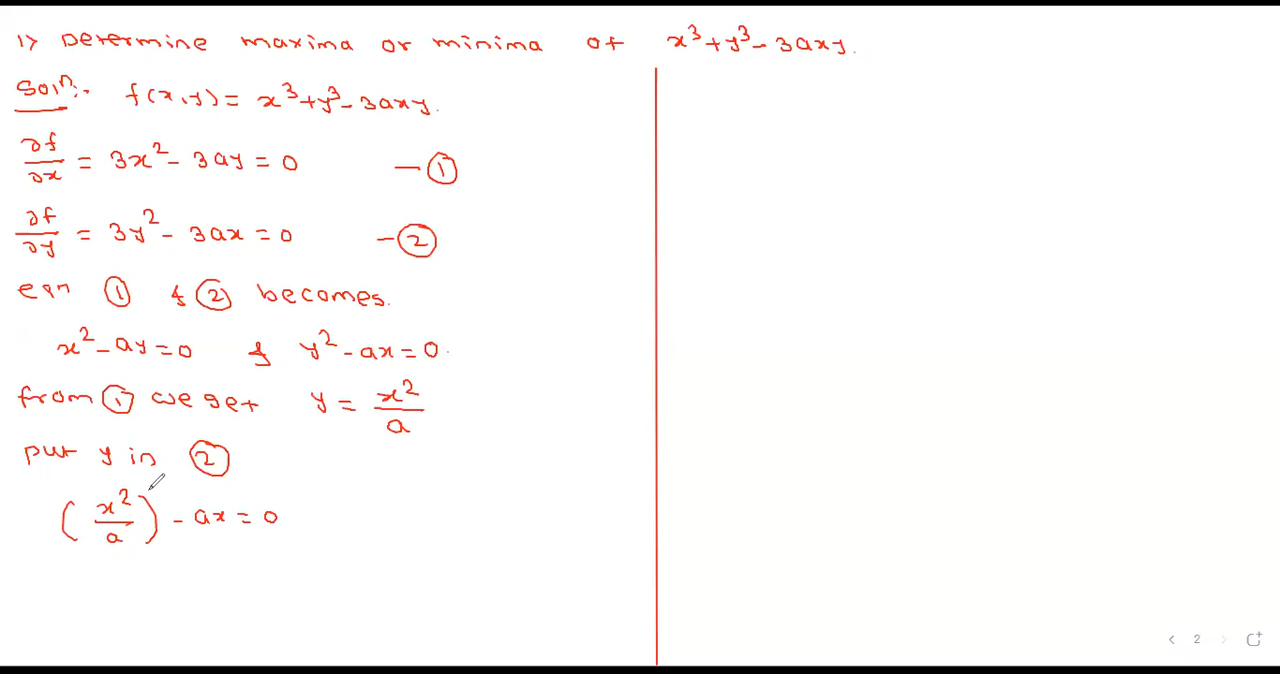 1) Determine maxima or minima of x³+y³-3axy.
Solⁿ:- f(x,y) = x³+y³-3axy.
∂f/∂x = 3x²-3ay = 0 -①
∂f/∂y = 3y²-3ax = 0 -②
eqn ① & ② becomes.
x²-ay=0 & y²-ax=0.
from ① we get y = x²/a
put y in ②
(x²/a) - ax = 0
< 2 >